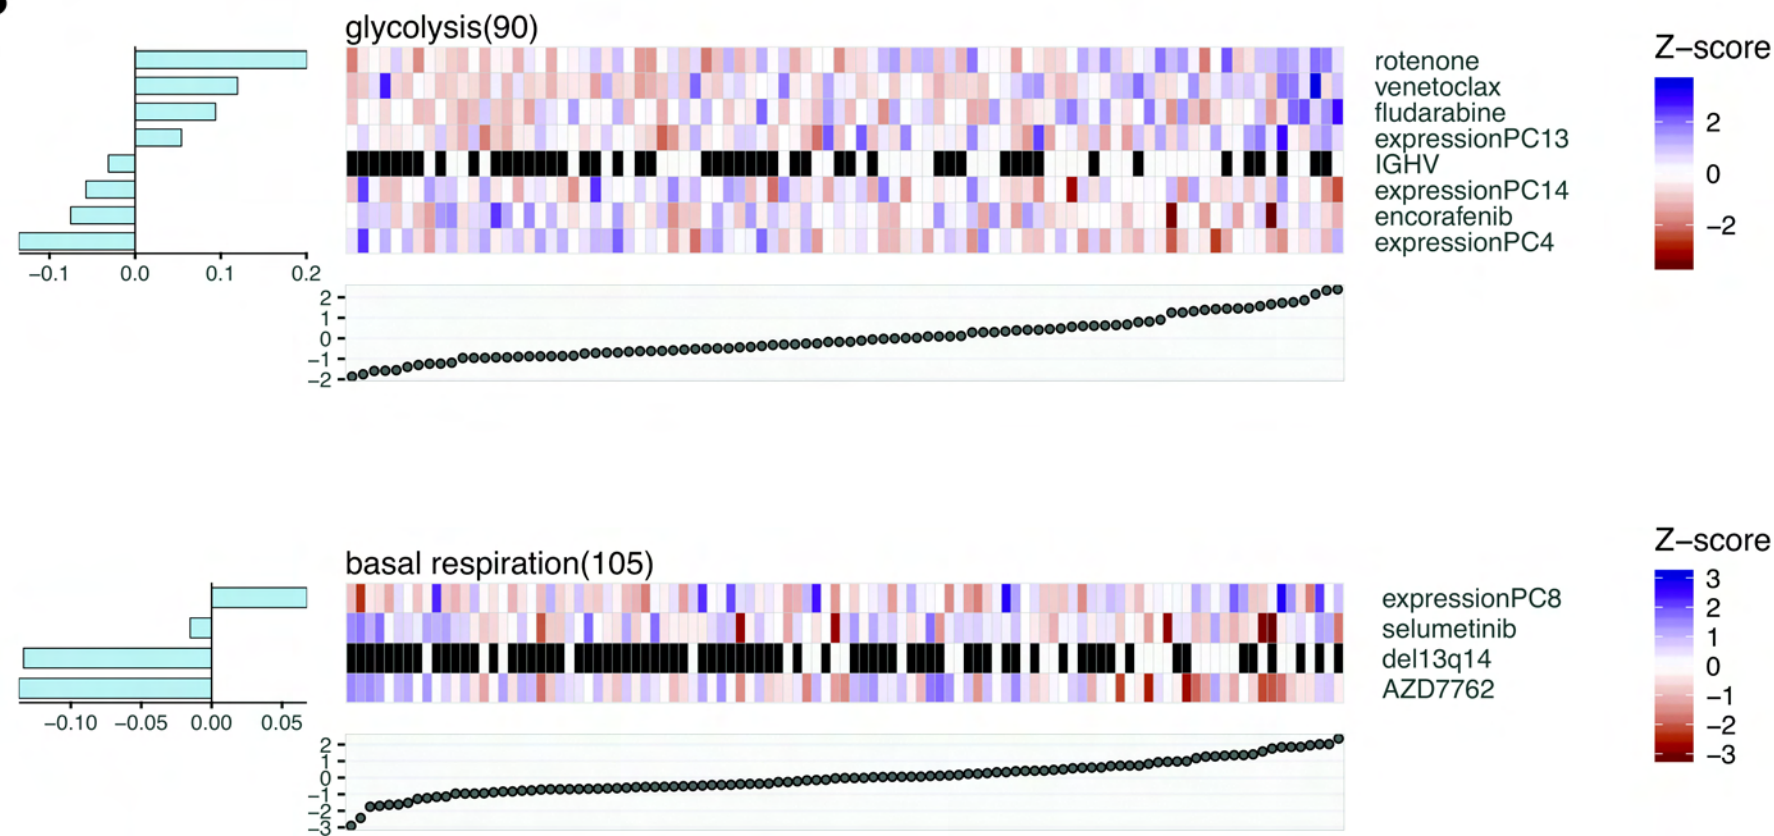 glycolysis(90)
rotenone
venetoclax
fludarabine
expressionPC13
IGHV
expressionPC14
encorafenib
expressionPC4
Z−score
2
0
−2
−0.1 0.0 0.1 0.2
2
1
0
−1
−2
basal respiration(105)
expressionPC8
selumetinib
del13q14
AZD7762
Z−score
3
2
1
0
−1
−2
−3
−0.10 −0.05 0.00 0.05
2
1
0
−1
−2
−3